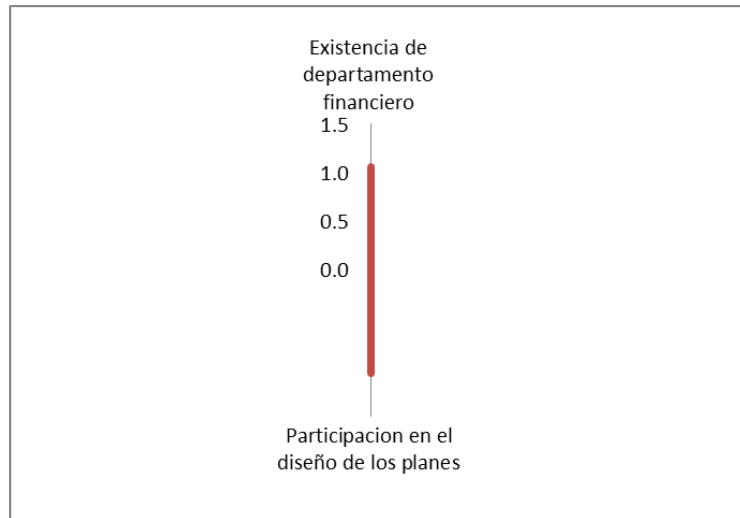 Existencia de
departamento
financiero
1.5
1.0
0.5
0.0
Participacion en el
diseño de los planes